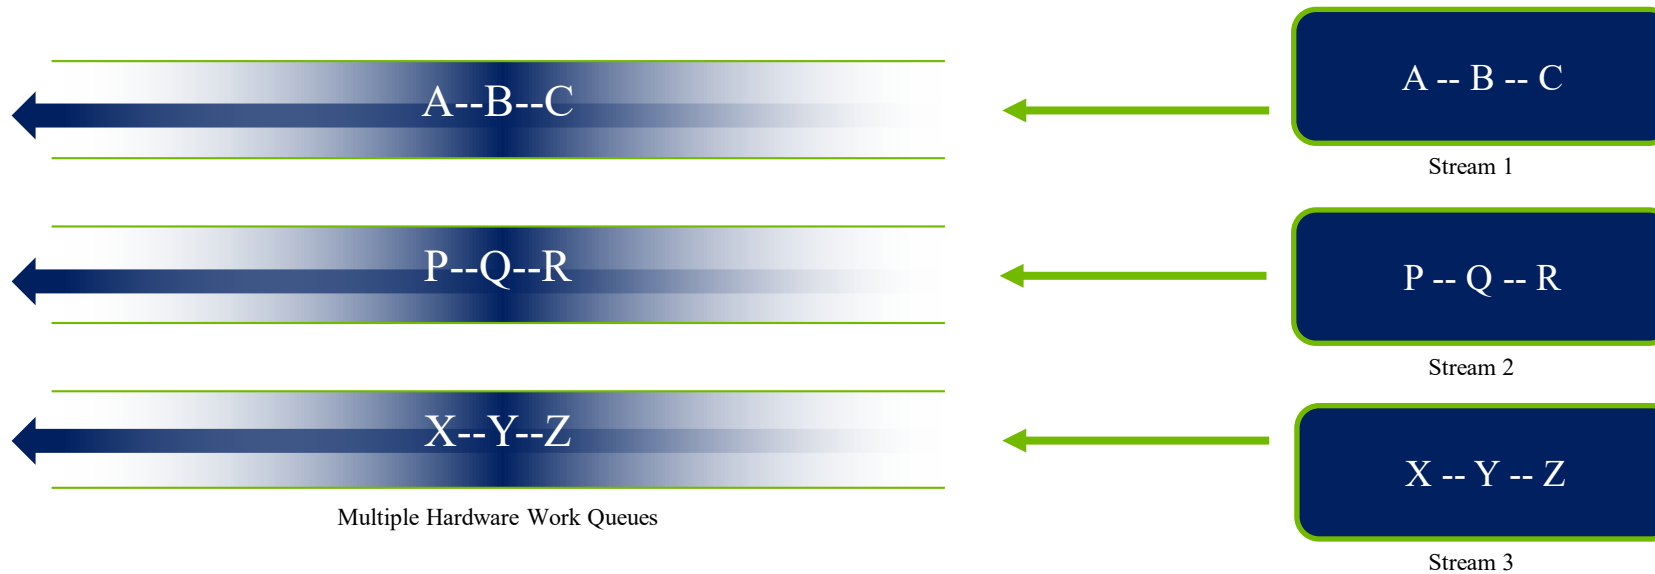 A--B--C
A -- B -- C
Stream 1
P--Q--R
P -- Q -- R
Stream 2
X--Y--Z
X -- Y -- Z
Multiple Hardware Work Queues
Stream 3